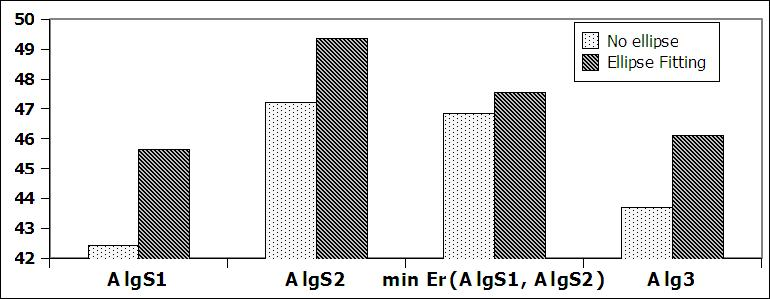 50
49
48
47
46
45
44
43
42
No ellipse
Ellipse Fitting
AlgS1
AlgS2
min Er(AlgS1, AlgS2)
Alg3